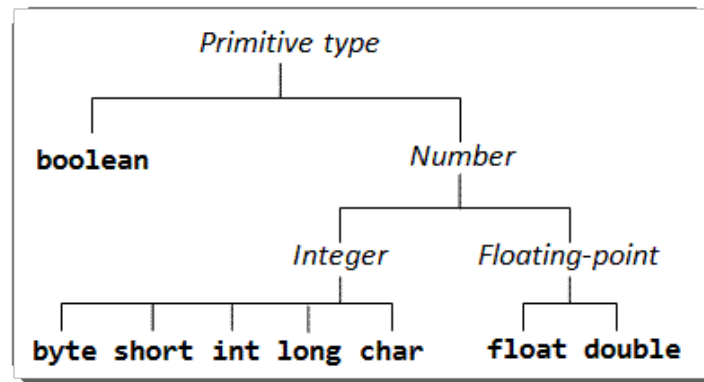 Primitive type
boolean Number
Integer Floating-point
byte short int long char float double